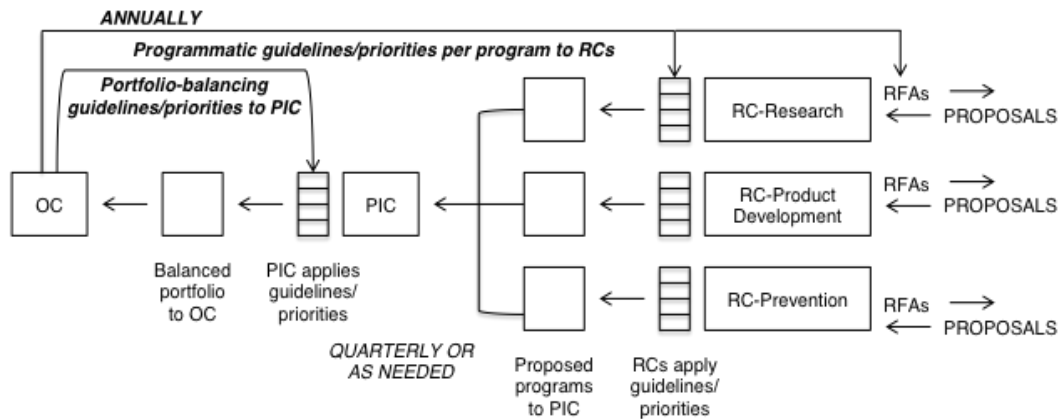 ANNUALLY
Programmatic guidelines/priorities per program to RCs
Portfolio-balancing
guidelines/priorities to PIC
RC-Research
RFAs
PROPOSALS
OC
PIC
RC-Product
Development
RFAs
PROPOSALS
Balanced
portfolio
to OC
PIC applies
guidelines/
priorities
RC-Prevention
RFAs
PROPOSALS
QUARTERLY OR
AS NEEDED
Proposed
programs
to PIC
RCs apply
guidelines/
priorities